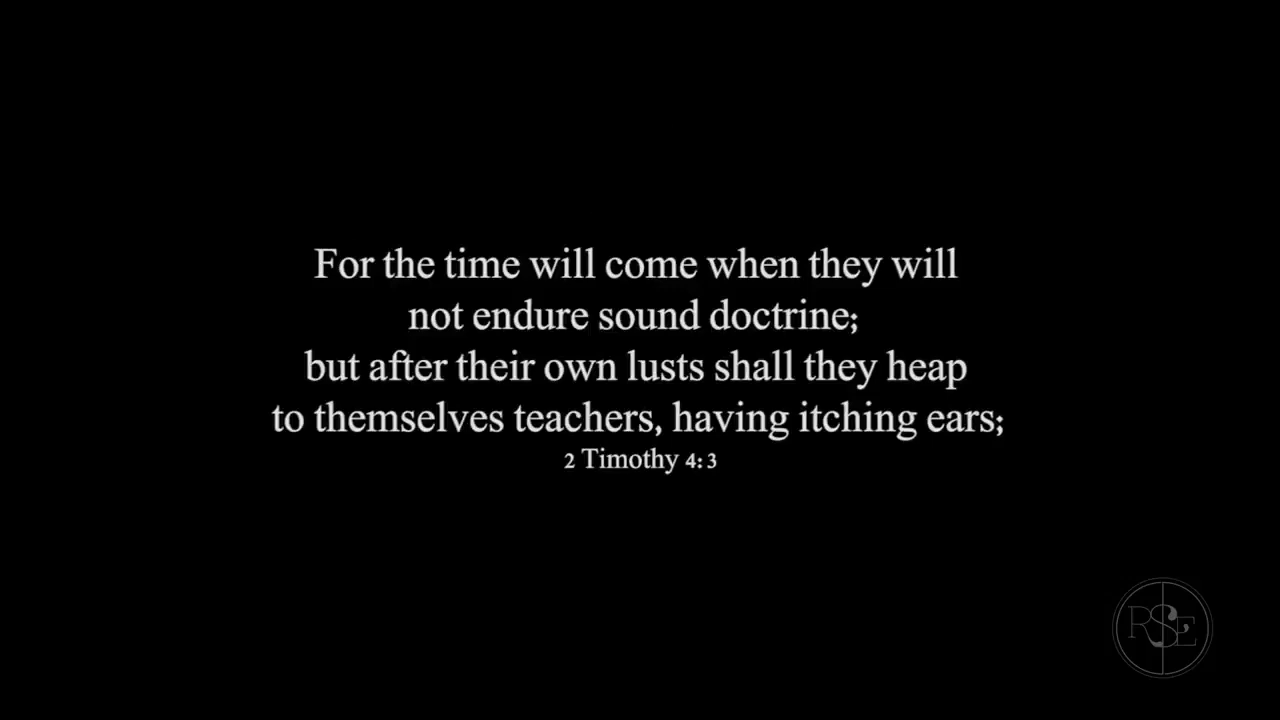 For the time will come when they will
not endure sound doctrine;
but after their own lusts shall they heap
to themselves teachers, having itching ears;
2 Timothy 4: 3
RSE